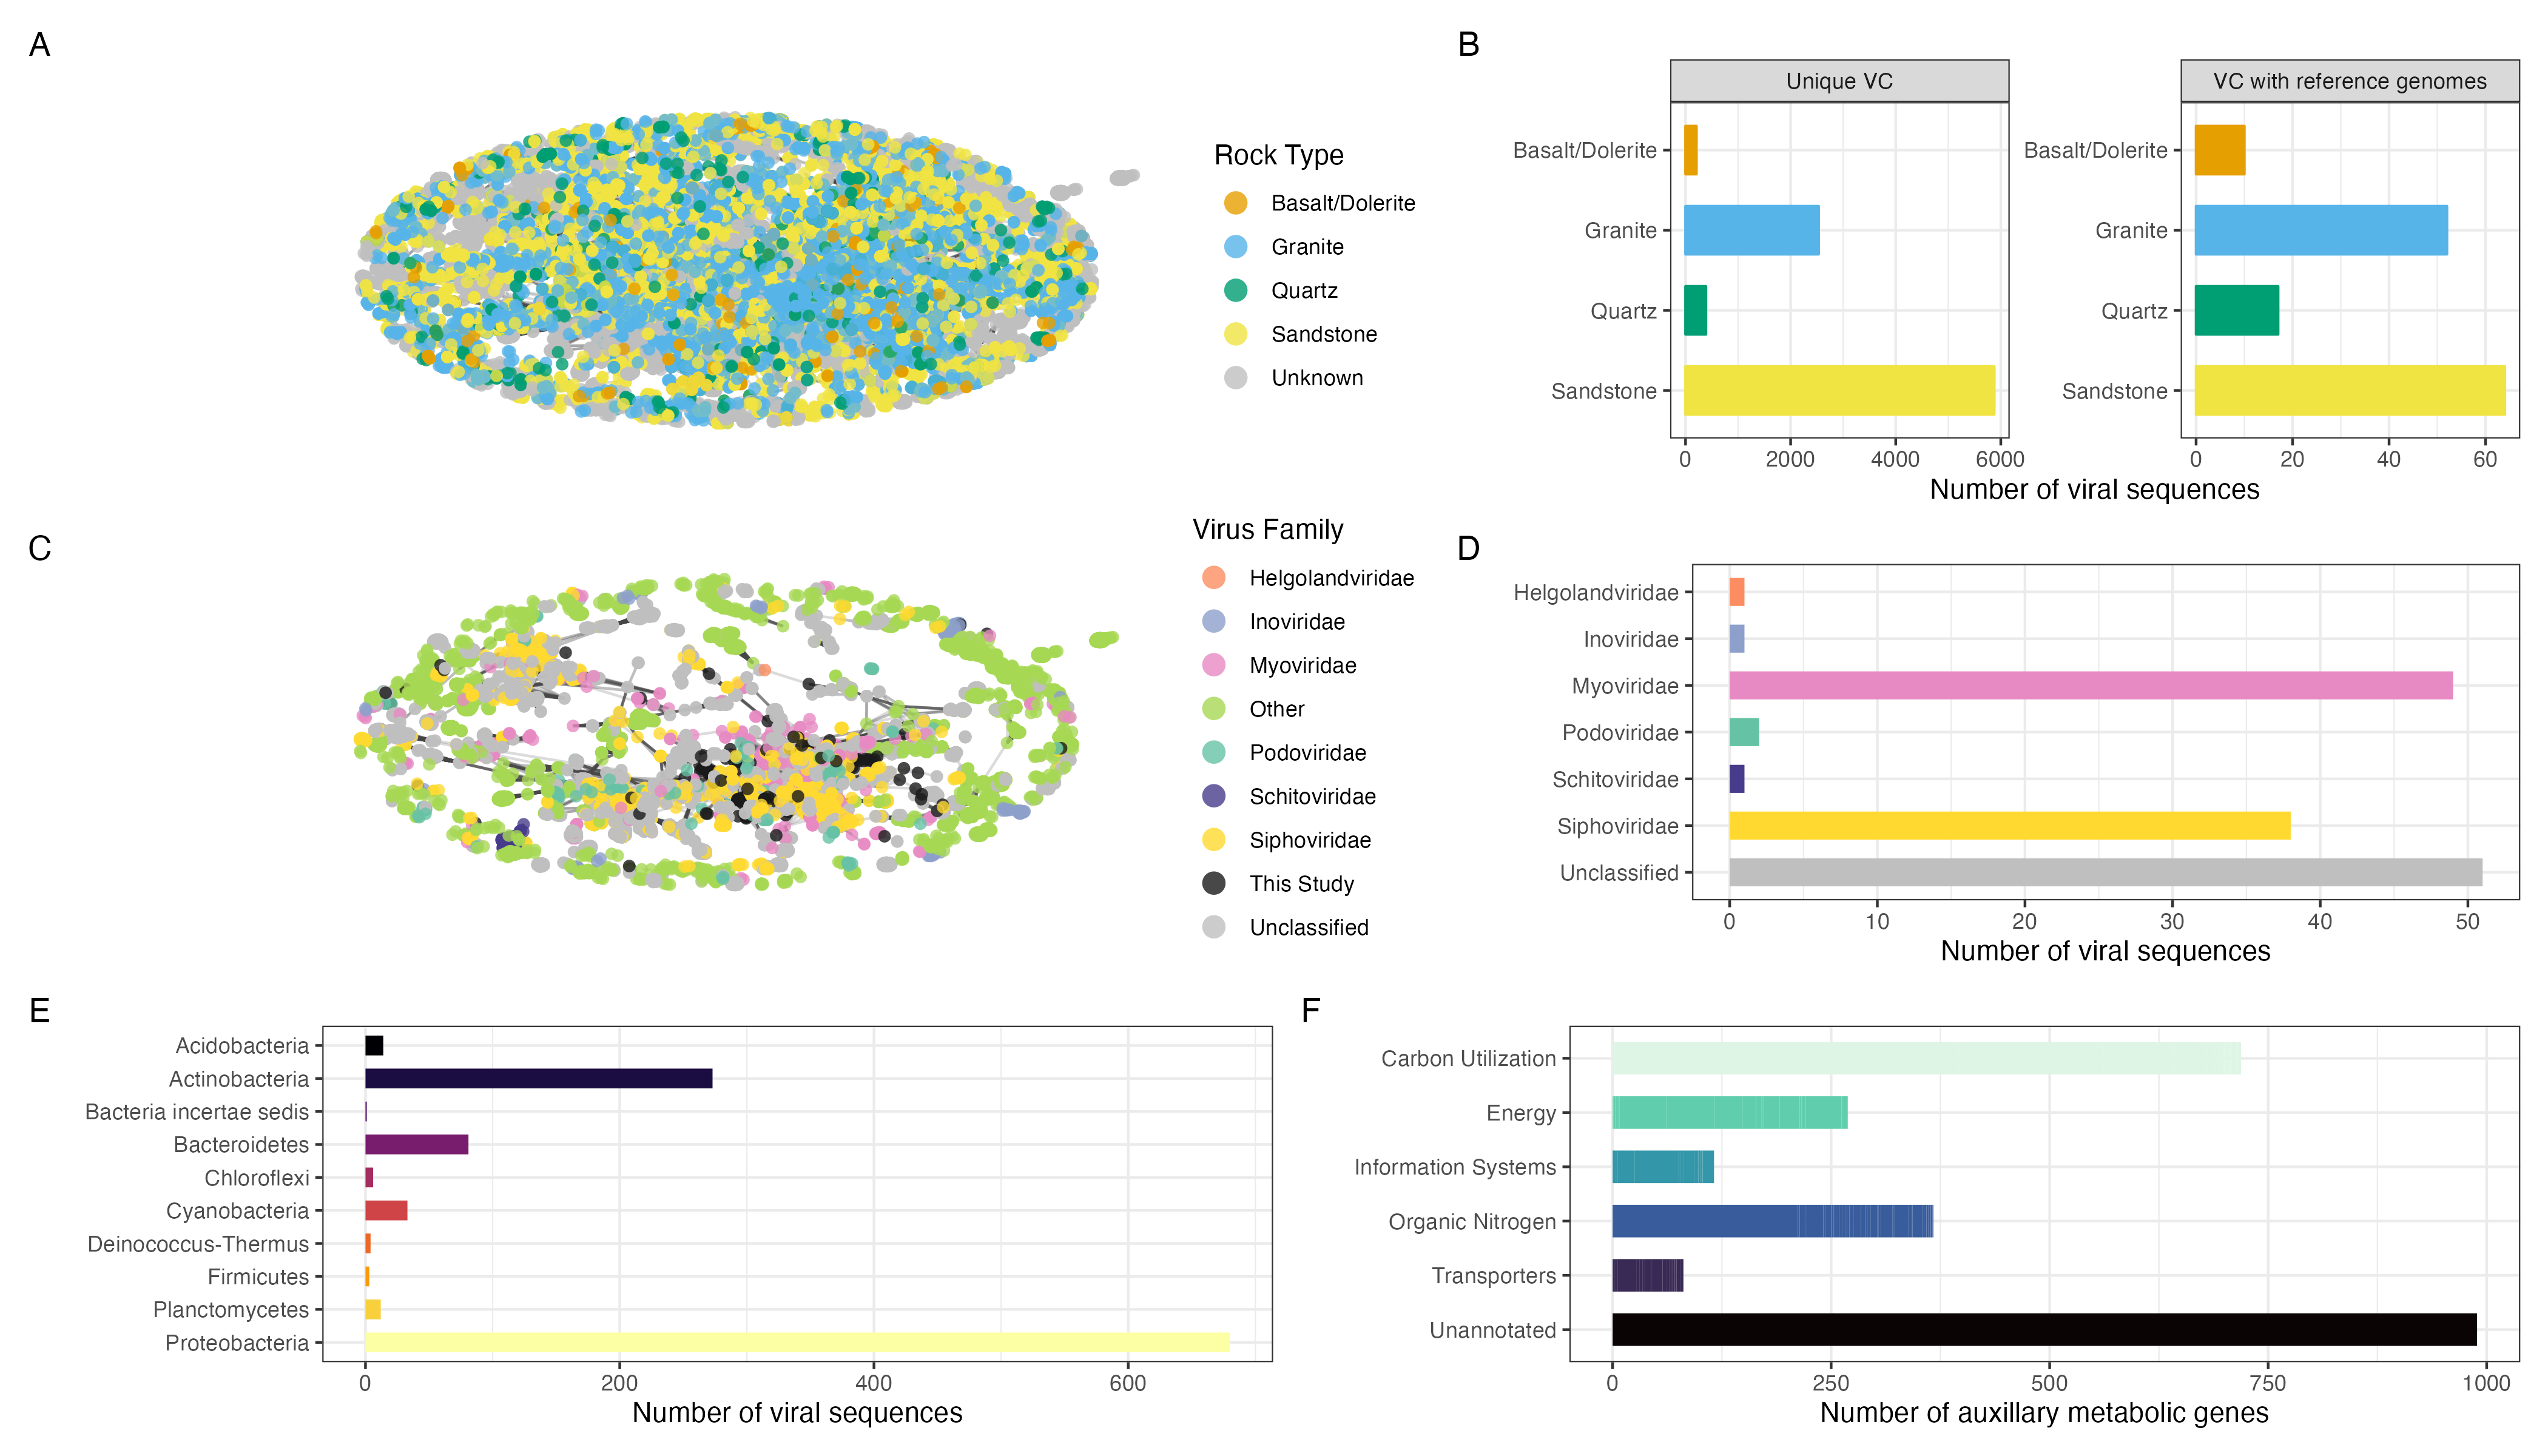 A
Rock Type
Basalt/Dolerite
Granite
Quartz
Sandstone
Unknown
B
Unique VC
VC with reference genomes
Basalt/Dolerite
Granite
Quartz
Sandstone
0 2000 4000 6000
Basalt/Dolerite
Granite
Quartz
Sandstone
0 20 40 60
Number of viral sequences
C
Virus Family
Helgolandviridae
Inoviridae
Myoviridae
Other
Podoviridae
Schitoviridae
Siphoviridae
This Study
Unclassified
D
Helgolandviridae
Inoviridae
Myoviridae
Podoviridae
Schitoviridae
Siphoviridae
Unclassified
0 10 20 30 40 50
Number of viral sequences
E
Acidobacteria
Actinobacteria
Bacteria incertae sedis
Bacteroidetes
Chloroflexi
Cyanobacteria
Deinococcus-Thermus
Firmicutes
Planctomycetes
Proteobacteria
0 200 400 600
Number of viral sequences
F
Carbon Utilization
Energy
Information Systems
Organic Nitrogen
Transporters
Unannotated
0 250 500 750 1000
Number of auxillary metabolic genes